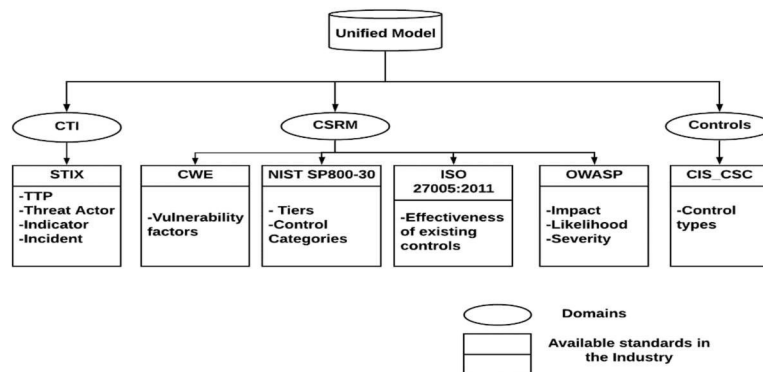 Unified Model
CTI
CSRM
Controls
STIX
-TTP
-Threat Actor
-Indicator
-Incident
CWE
-Vulnerability
factors
NIST SP800-30
- Tiers
-Control
Categories
ISO
27005:2011
-Effectiveness
of existing
controls
OWASP
-Impact
-Likelihood
-Severity
CIS_CSC
-Control
types
Domains
Available standards in
the Industry